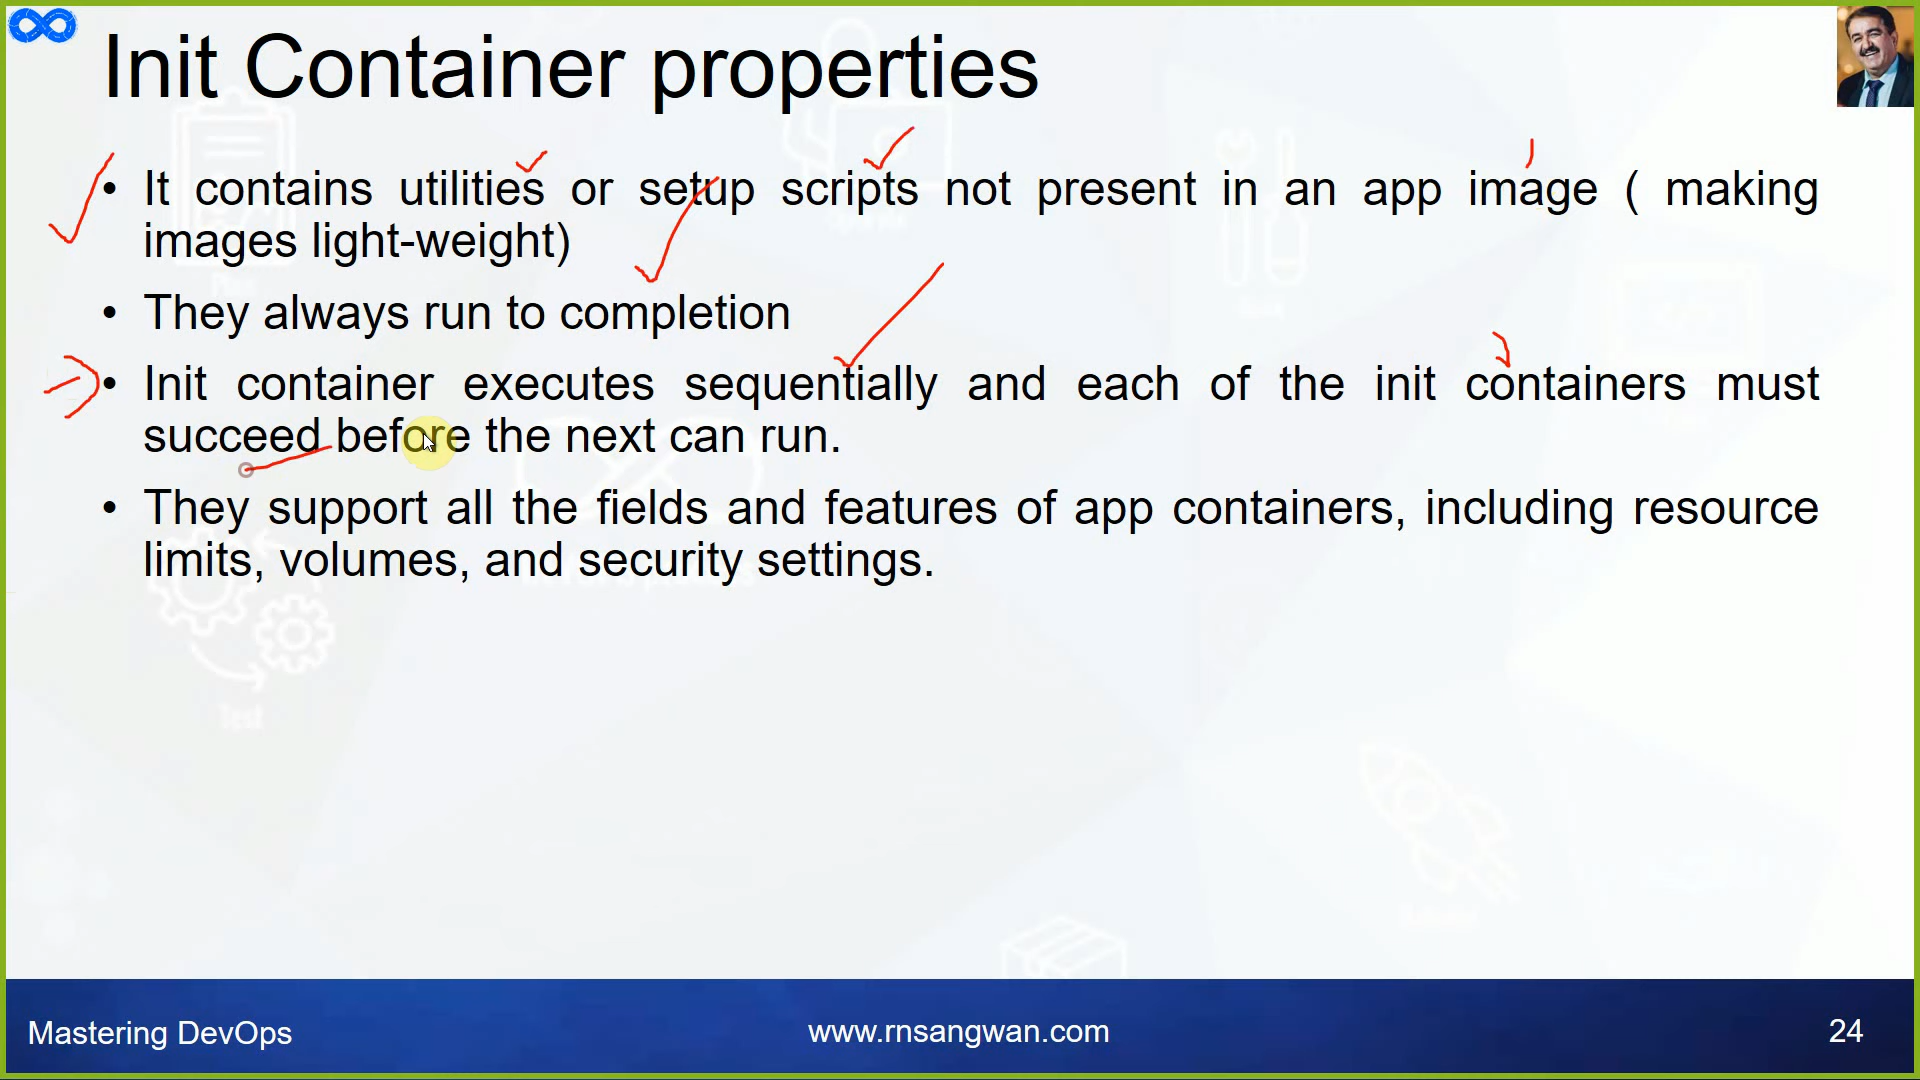 Init Container properties
• It contains utilities or setup scripts not present in an app image ( making
images light-weight)
• They always run to completion
• Init container executes sequentially and each of the init containers must
succeed before the next can run.
• They support all the fields and features of app containers, including resource
limits, volumes, and security settings.
Test
Mastering DevOps
www.rnsangwan.com
24